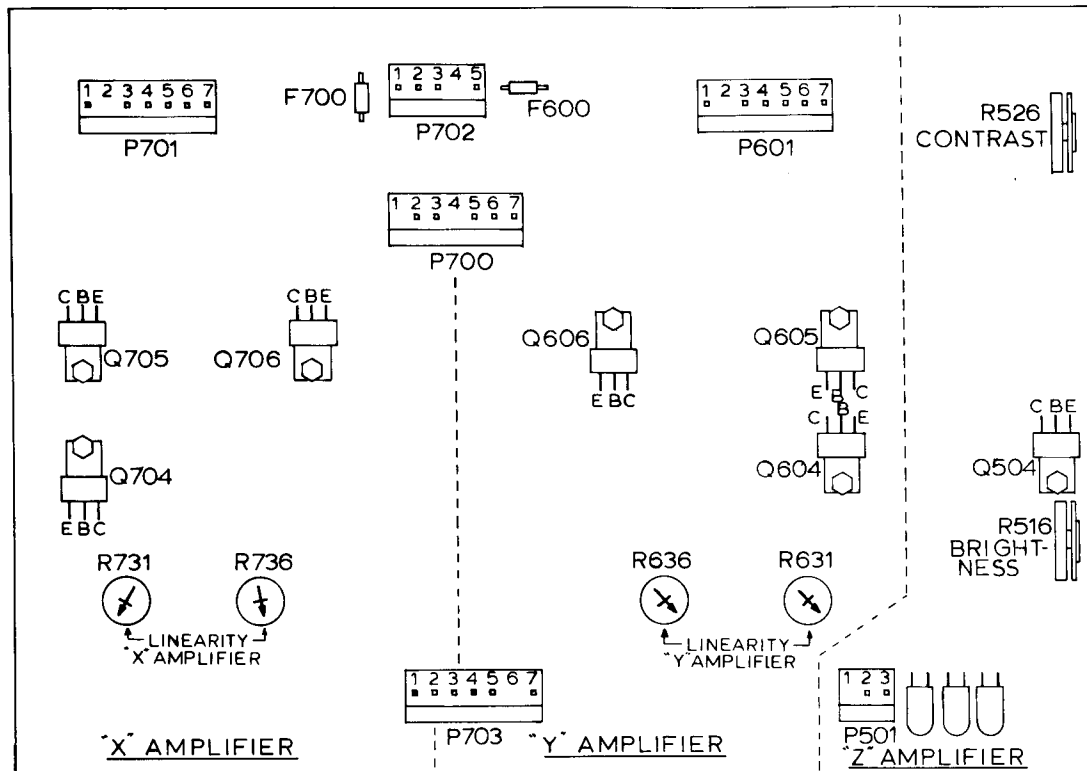 1 2 3 4 5 6 7
P701
F700
1 2 3 4 5
P702
F600
1 2 3 4 5 6 7
P601
R526
CONTRAST
1 2 3 4 5 6 7
P700
C B E
Q705
C B E
Q706
Q606
E B C
Q605
E B C
C B E
Q604
C B E
Q504
Q704
E B C
R731
R736
LINEARITY
"X" AMPLIFIER
R636
R631
LINEARITY
"Y" AMPLIFIER
R516
BRIGHT-
NESS
1 2 3 4 5 6 7
P703
1 2 3
P501
"X" AMPLIFIER
"Y" AMPLIFIER
"Z" AMPLIFIER